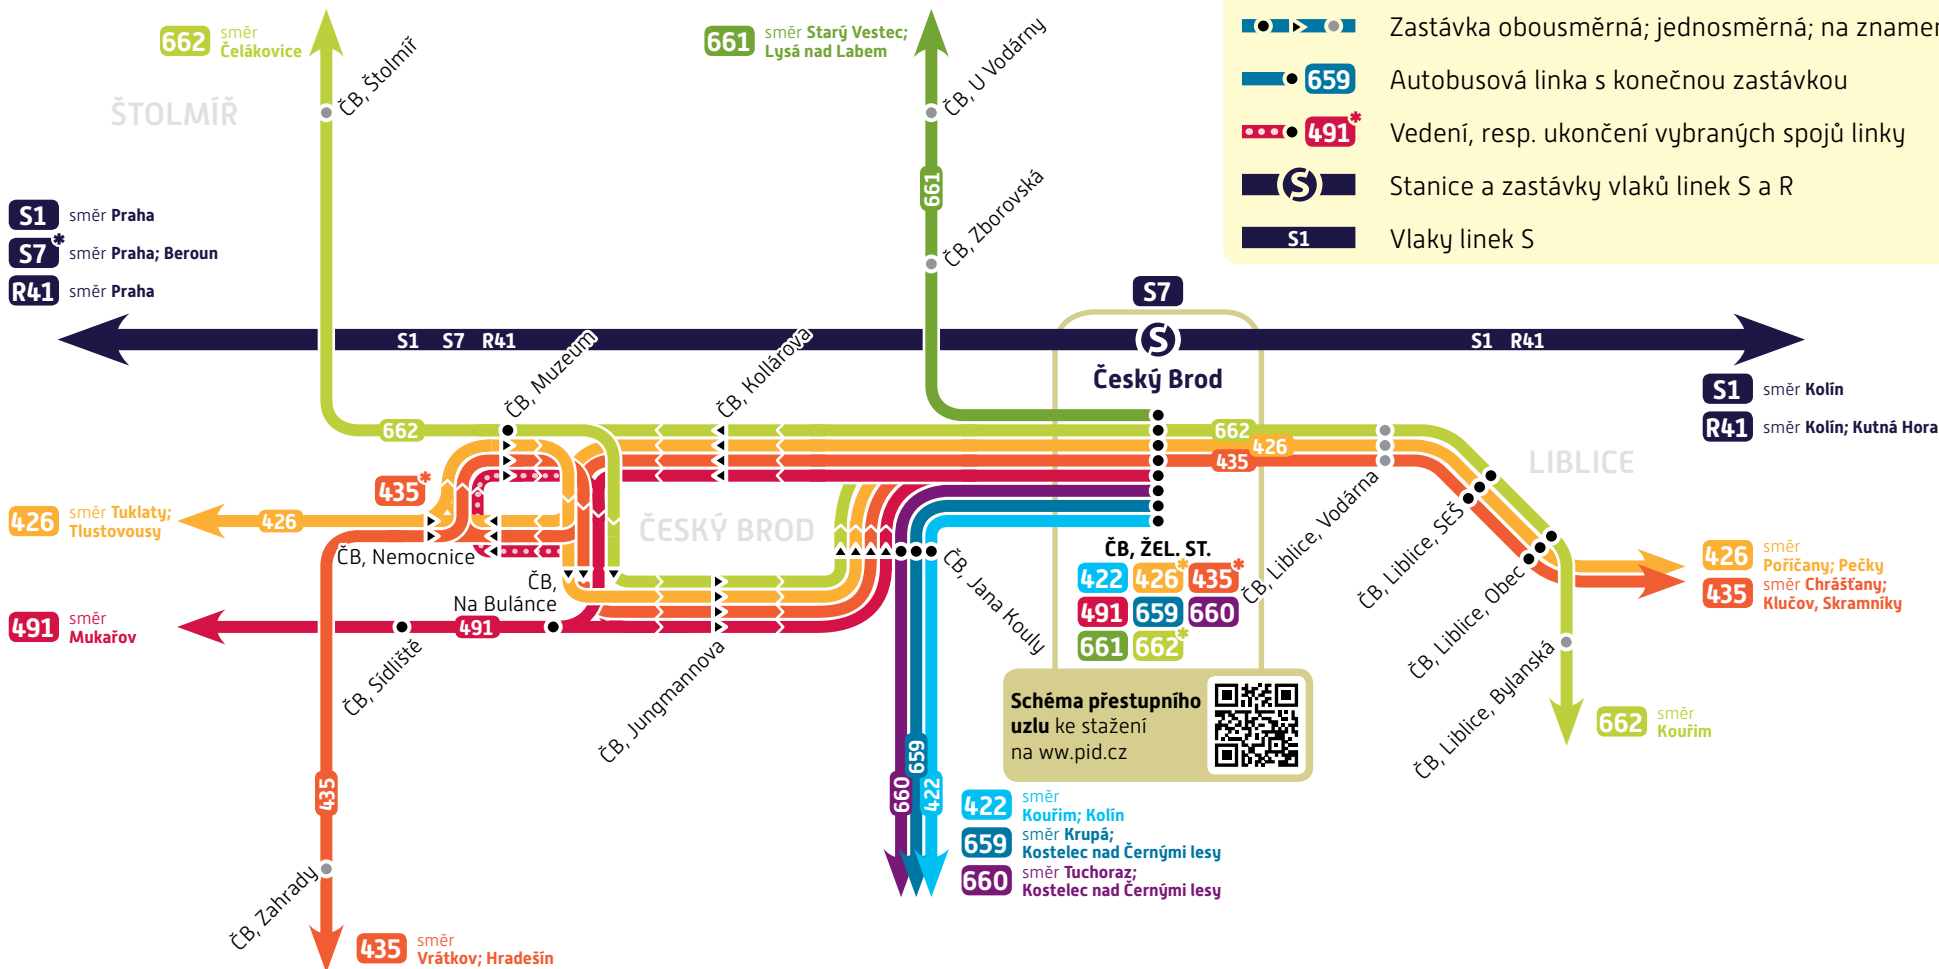 662 směr
Čelákovice
ČB, Štolmíř
661 směr Starý Vestec;
Lysá nad Labem
ČB, U Vodárny
Zastávka obousměrná; jednosměrná; na znamen
659 Autobusová linka s konečnou zastávkou
491* Vedení, resp. ukončení vybraných spojů linky
S Stanice a zastávky vlaků linek S a R
S1 Vlaky linek S
ŠTOLMÍŘ
661
ČB, Zborovská
S1 směr Praha
S7* směr Praha; Beroun
R41 směr Praha
S7
S1 S7 R41
S
S1 R41
Český Brod
ČB, Muzeum
ČB, Kollárova
S1 směr Kolín
R41 směr Kolín; Kutná Hora
662
662
426
435
LIBLICE
435*
426 směr Tuklaty;
Tlustovousy
426
ČESKÝ BROD
ČB, Nemocnice
ČB, Liblice, Vodárna
ČB, Liblice, SEŠ
ČB, Liblice, Obec
ČB, Liblice, Bylanská
ČB,
Na Bulánce
ČB, Jana Kouly
ČB, ŽEL. ST.
422 426* 435*
491 659 660
661 662*
426 směr
Poříčany; Pečky
435 směr Chrášťany;
Klučov, Skramníky
491 směr
Mukařov
491
ČB, Sídliště
ČB, Jungmannova
Schéma přestupního
uzlu ke stažení
na ww.pid.cz
662 směr
Kouřim
435
660
659
422
422 směr
Kouřim; Kolín
659 směr Krupá;
Kostelec nad Černými lesy
660 směr Tuchoraz;
Kostelec nad Černými lesy
ČB, Zahrady
435 směr
Vrátkov; Hradešín